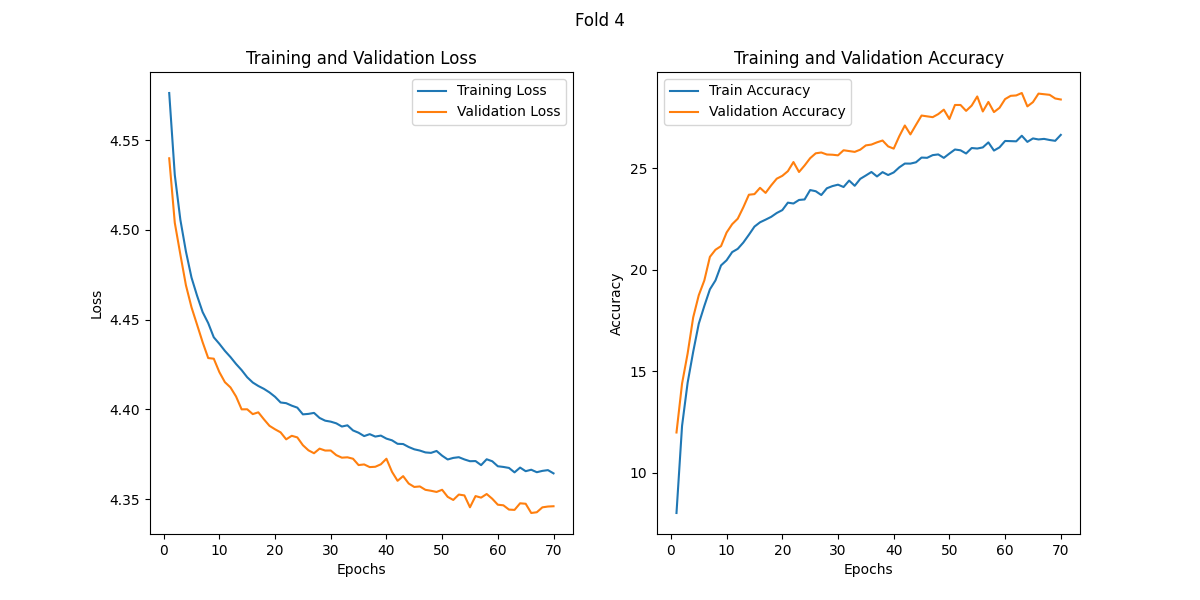 Fold 4
Training and Validation Loss
Training Loss
Validation Loss
4.55
4.50
4.45
4.40
4.35
Loss
0 10 20 30 40 50 60 70
Epochs
Training and Validation Accuracy
Train Accuracy
Validation Accuracy
25
20
15
10
Accuracy
0 10 20 30 40 50 60 70
Epochs